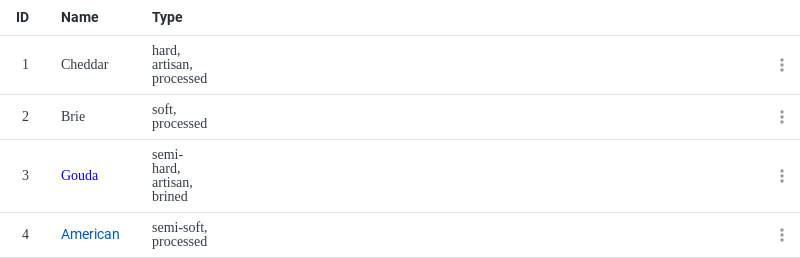 ID Name Type
1 Cheddar hard,
artisan,
processed
2 Brie soft,
processed
3 Gouda semi-
hard,
artisan,
brined
4 American semi-soft,
processed